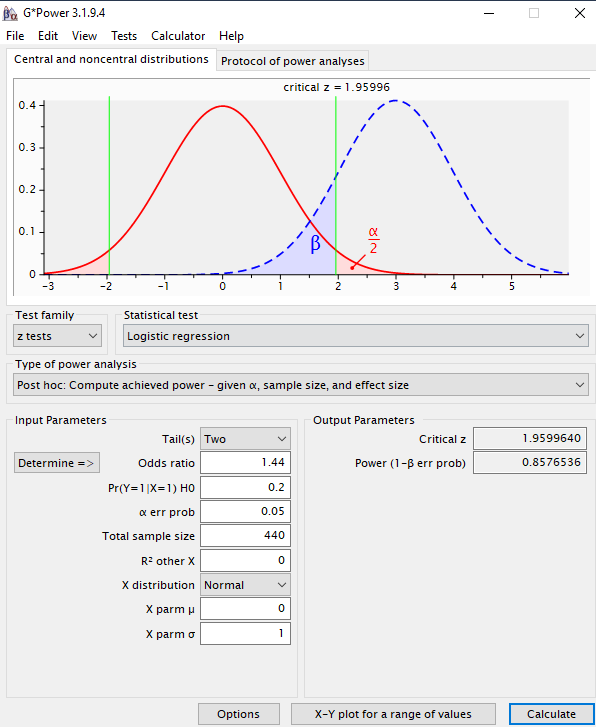 βα G*Power 3.1.9.4
File Edit View Tests Calculator Help
Central and noncentral distributions Protocol of power analyses
critical z = 1.95996
0.4
0.3
0.2
0.1
0
β
α
2
-3 -2 -1 0 1 2 3 4 5
Test family Statistical test
z tests Logistic regression
Type of power analysis
Post hoc: Compute achieved power - given α, sample size, and effect size
Input Parameters Output Parameters
Tail(s) Two Critical z 1.9599640
Determine => Odds ratio 1.44 Power (1-β err prob) 0.8576536
Pr(Y=1|X=1) H0 0.2
α err prob 0.05
Total sample size 440
R² other X 0
X distribution Normal
X parm μ 0
X parm σ 1
Options X-Y plot for a range of values Calculate